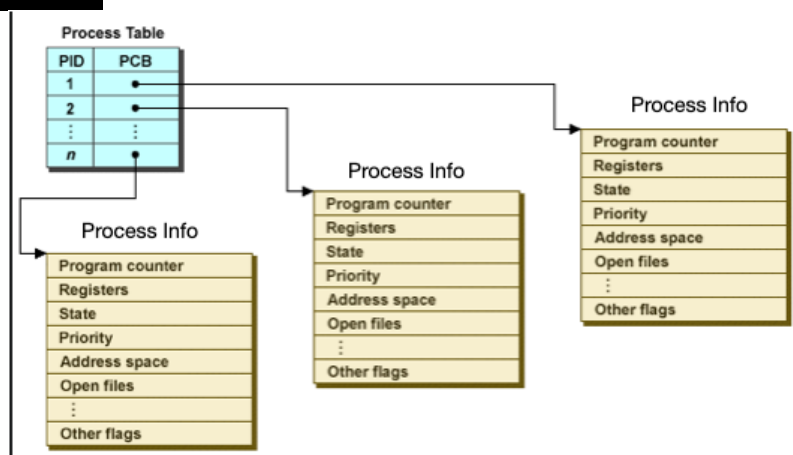 Process Table
PID PCB
1
2
⋮ ⋮
n
Process Info
Program counter
Registers
State
Priority
Address space
Open files
⋮
Other flags
Process Info
Program counter
Registers
State
Priority
Address space
Open files
⋮
Other flags
Process Info
Program counter
Registers
State
Priority
Address space
Open files
⋮
Other flags